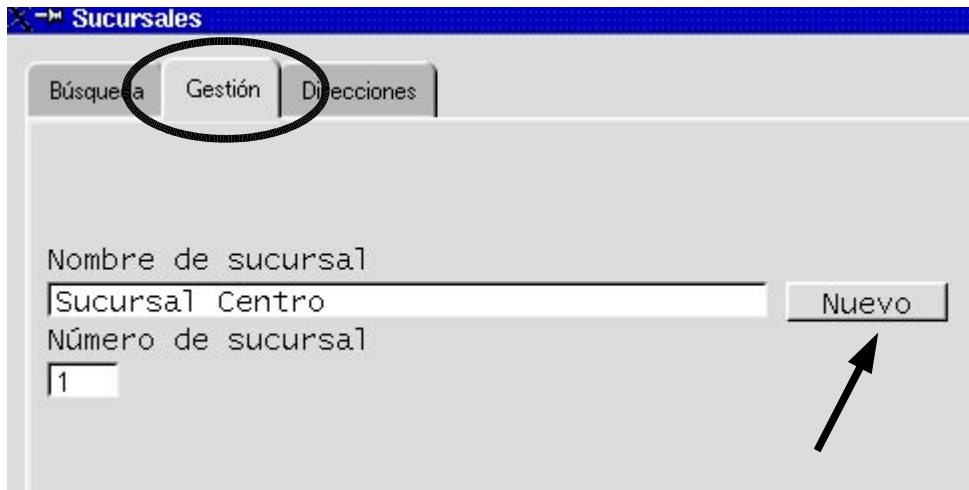 Sucursales
Búsqueda Gestión Direcciones
Nombre de sucursal
Sucursal Centro
Nuevo
Número de sucursal
1